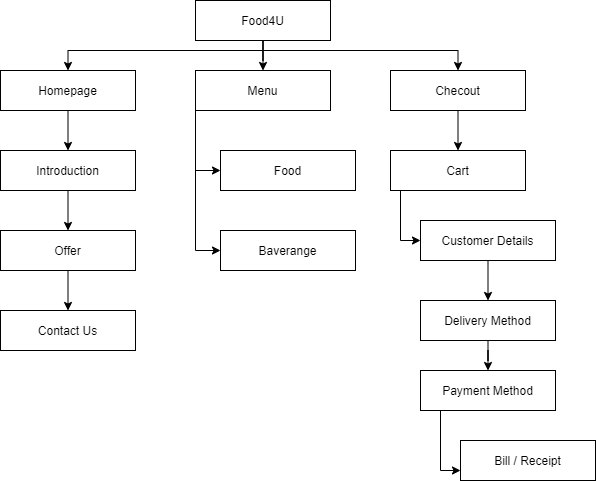 Food4U
Homepage
Menu
Checout
Introduction
Food
Cart
Offer
Baverange
Customer Details
Contact Us
Delivery Method
Payment Method
Bill / Receipt